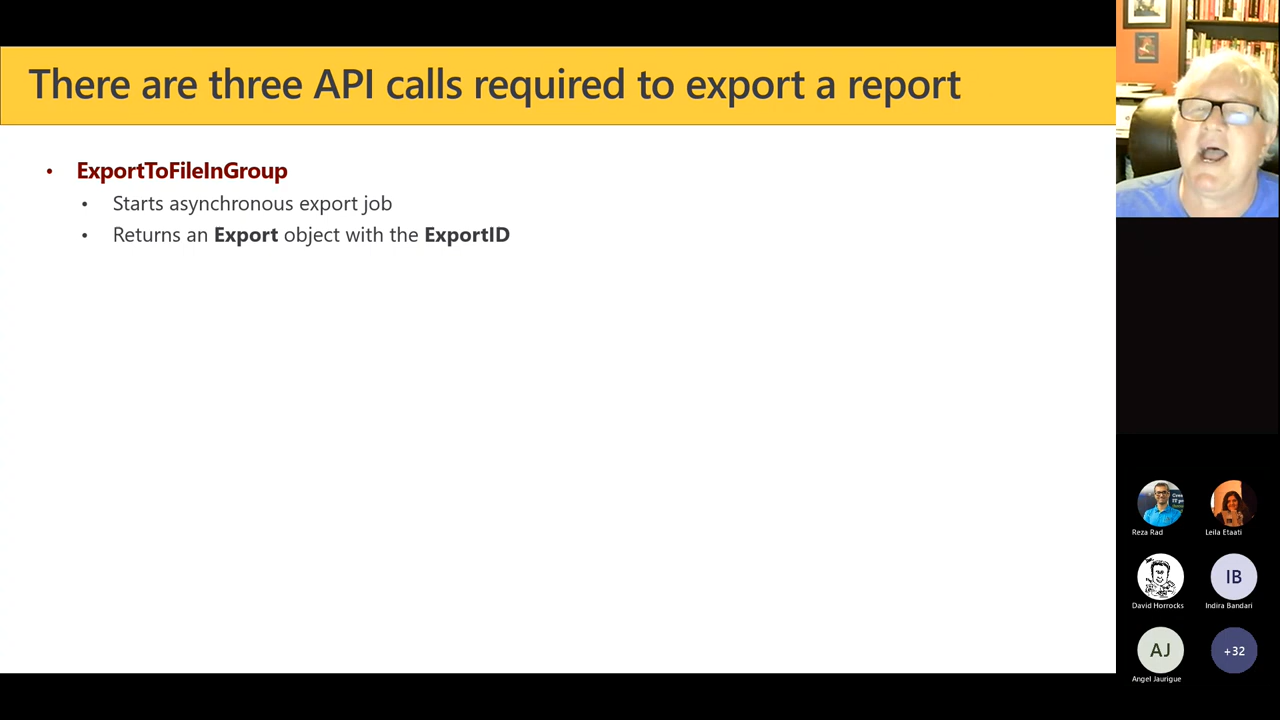 There are three API calls required to export a report
• ExportToFileInGroup
• Starts asynchronous export job
• Returns an Export object with the ExportID
Reza Rad
Leila Etaati
David Horrocks
IB
Indira Bandari
AJ
Angel Jaurigue
+32